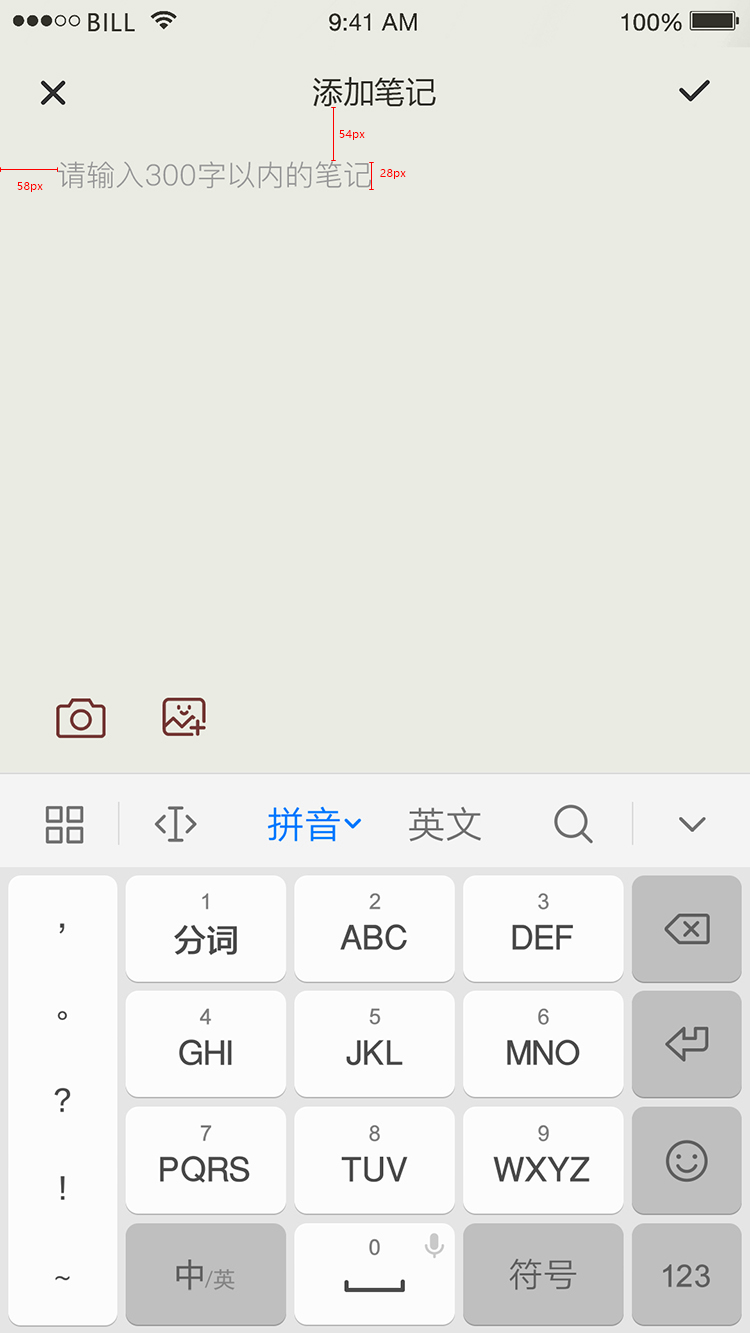 BILL 9:41 AM 100%
添加笔记
54px
请输入300字以内的笔记 28px
58px
拼音 英文
， 1 2 3
分词 ABC DEF
。 4 5 6
GHI JKL MNO
? 7 8 9
PQRS TUV WXYZ
!
0
~ 中/英 符号 123